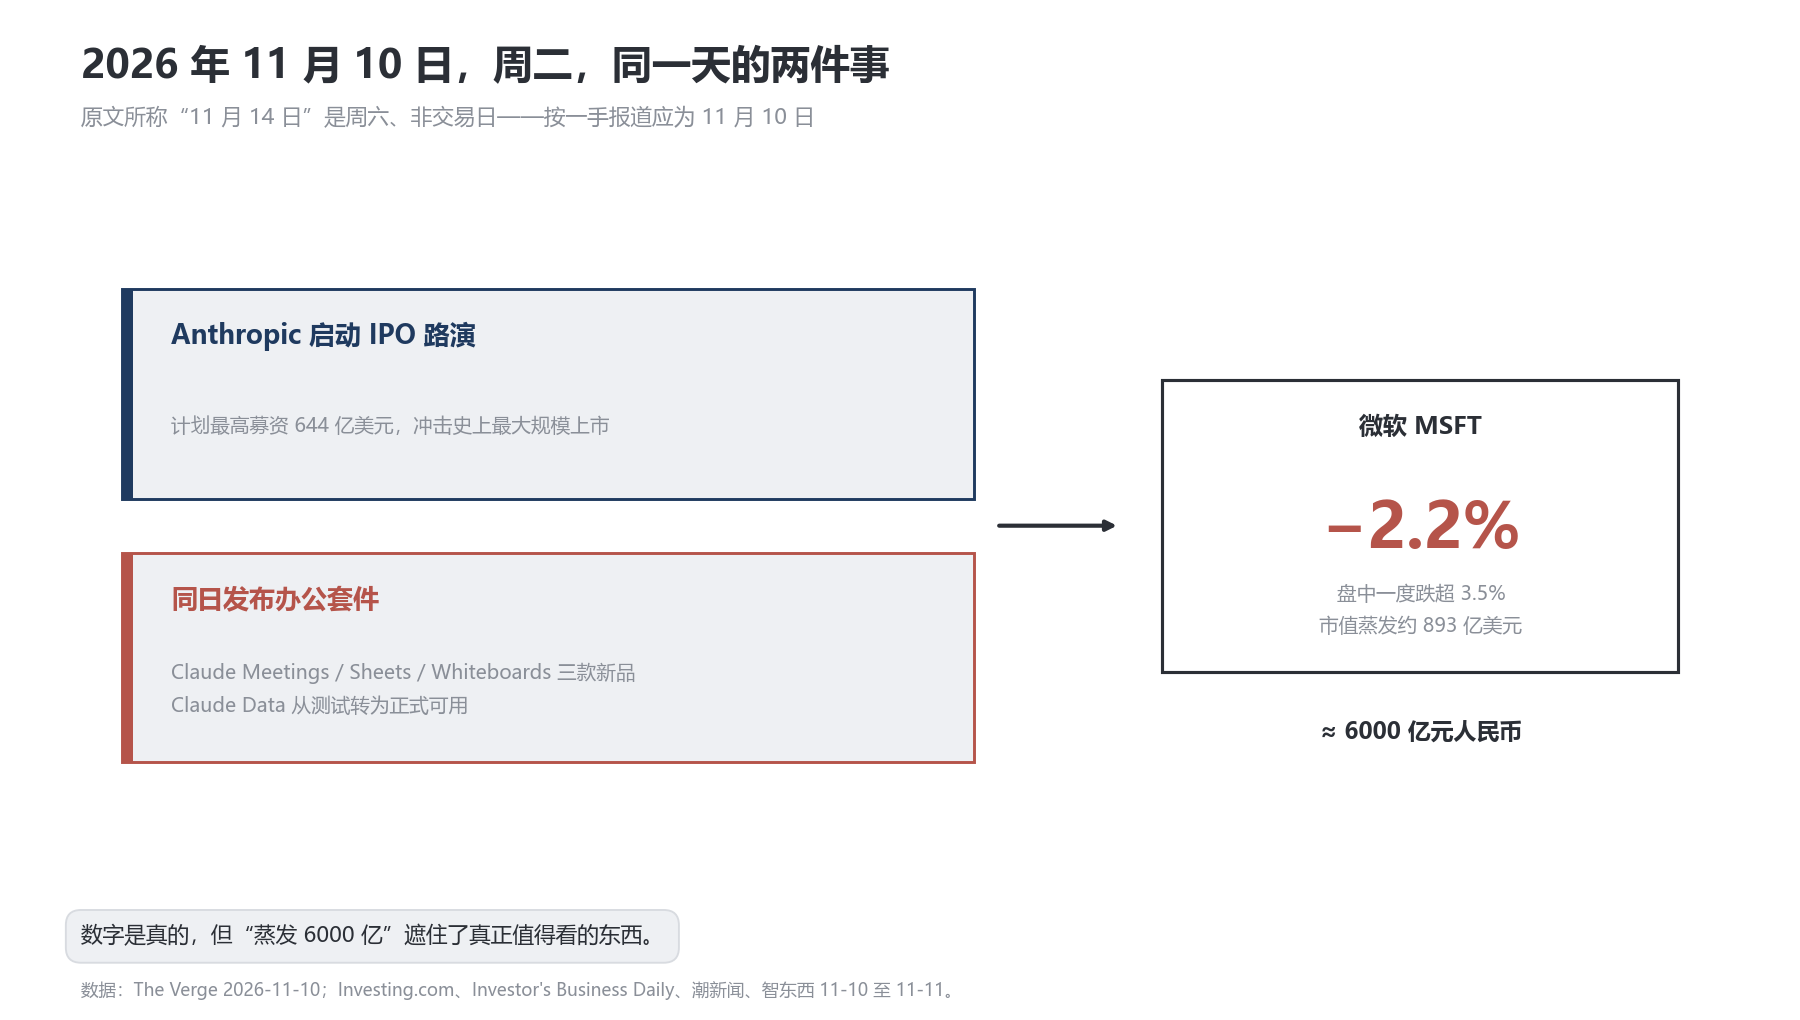 2026 年 11 月 10 日，周二，同一天的两件事
原文所称“11 月 14 日”是周六、非交易日——按一手报道应为 11 月 10 日
Anthropic 启动 IPO 路演
计划最高募资 644 亿美元，冲击史上最大规模上市
同日发布办公套件
Claude Meetings / Sheets / Whiteboards 三款新品
Claude Data 从测试转为正式可用
微软 MSFT
−2.2%
盘中一度跌超 3.5%
市值蒸发约 893 亿美元
≈ 6000 亿元人民币
数字是真的，但“蒸发 6000 亿”遮住了真正值得看的东西。
数据：The Verge 2026-11-10；Investing.com、Investor's Business Daily、潮新闻、智东西 11-10 至 11-11。